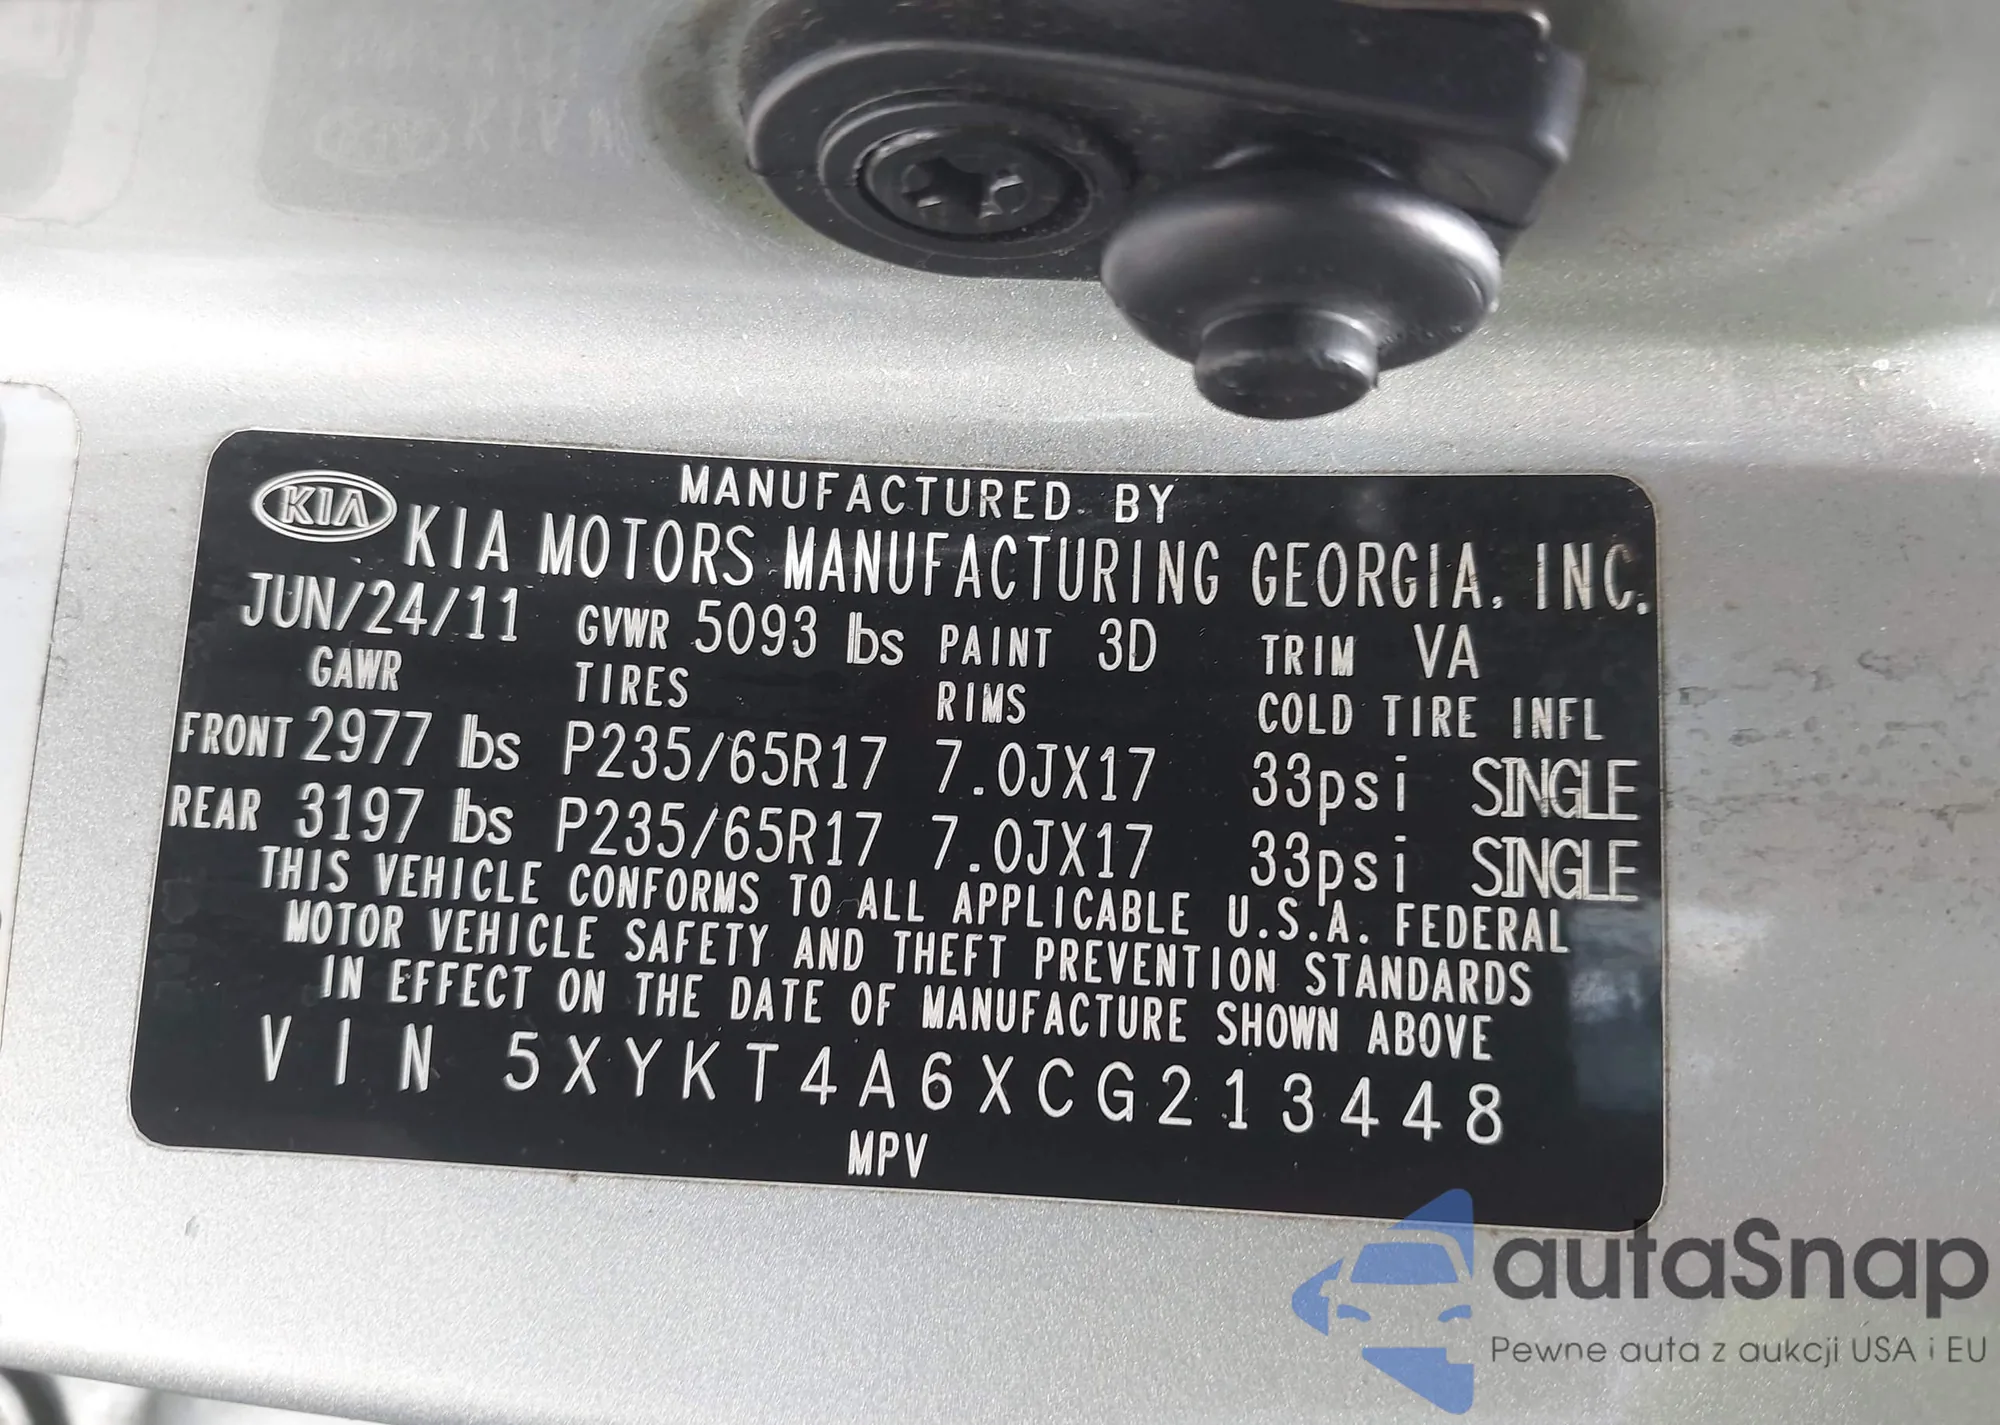 KIA
MANUFACTURED BY
KIA MOTORS MANUFACTURING GEORGIA, INC.
JUN/24/11 GVWR 5093 lbs PAINT 3D TRIM VA
GAWR TIRES RIMS COLD TIRE INFL
FRONT 2977 lbs P235/65R17 7.0JX17 33psi SINGLE
REAR 3197 lbs P235/65R17 7.0JX17 33psi SINGLE
THIS VEHICLE CONFORMS TO ALL APPLICABLE U.S.A. FEDERAL
MOTOR VEHICLE SAFETY AND THEFT PREVENTION STANDARDS
IN EFFECT ON THE DATE OF MANUFACTURE SHOWN ABOVE
VIN 5XYKT4A6XCG213448
MPV
autaSnap
Pewne auta z aukcji USA i EU